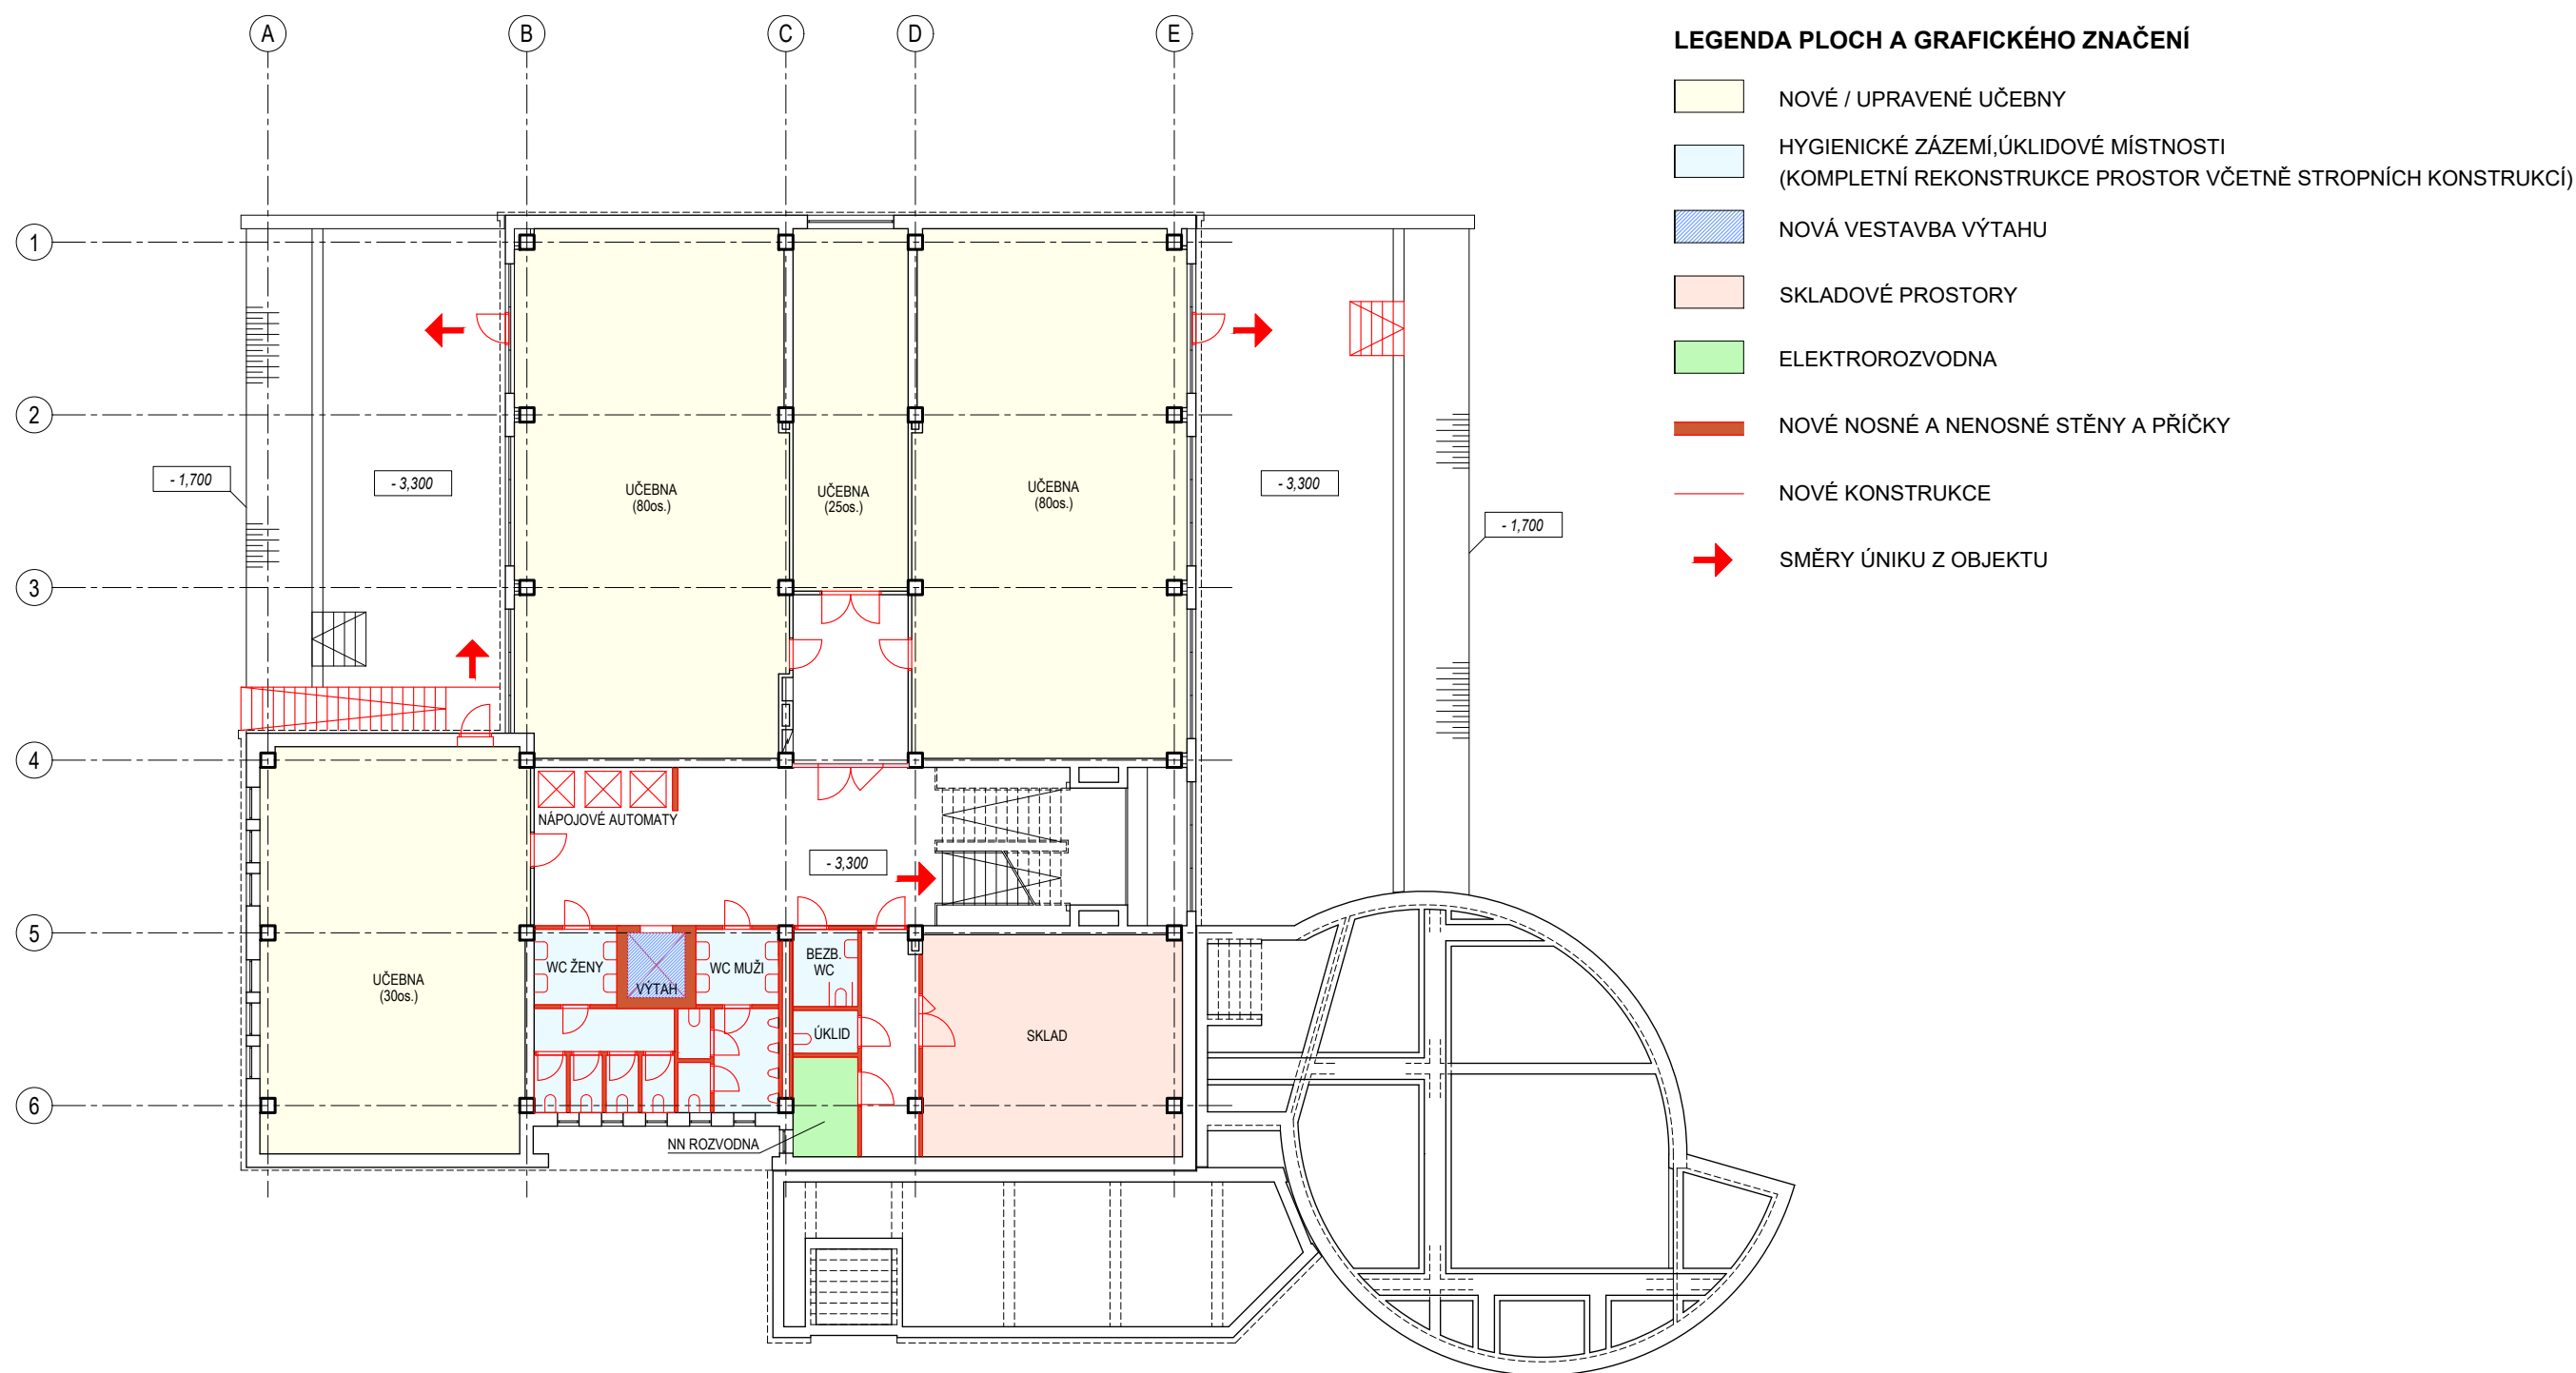 A
B
C
D
E
LEGENDA PLOCH A GRAFICKÉHO ZNAČENÍ
NOVÉ / UPRAVENÉ UČEBNY
HYGIENICKÉ ZÁZEMÍ,ÚKLIDOVÉ MÍSTNOSTI
(KOMPLETNÍ REKONSTRUKCE PROSTOR VČETNĚ STROPNÍCH KONSTRUKCÍ)
NOVÁ VESTAVBA VÝTAHU
SKLADOVÉ PROSTORY
ELEKTROROZVODNA
NOVÉ NOSNÉ A NENOSNÉ STĚNY A PŘÍČKY
NOVÉ KONSTRUKCE
SMĚRY ÚNIKU Z OBJEKTU
1
2
- 1,700
- 3,300
UČEBNA
(80os.)
UČEBNA
(25os.)
UČEBNA
(80os.)
- 3,300
- 1,700
3
4
NÁPOJOVÉ AUTOMATY
- 3,300
5
WC ŽENY
VÝTAH
WC MUŽI
BEZB.
WC
UČEBNA
(30os.)
ÚKLID
SKLAD
6
NN ROZVODNA